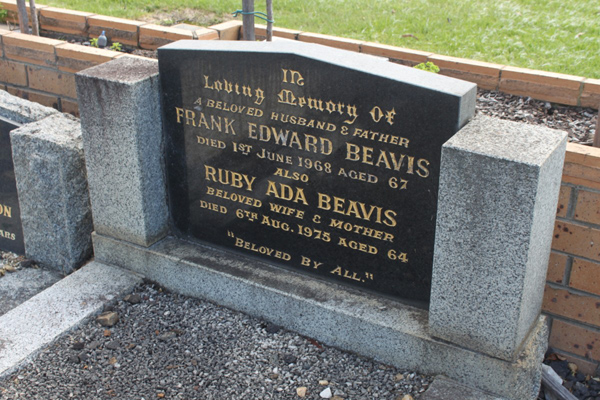 In
Loving Memory Of
A BELOVED HUSBAND & FATHER
FRANK EDWARD BEAVIS
DIED 1ST JUNE 1968 AGED 67
ALSO
RUBY ADA BEAVIS
BELOVED WIFE & MOTHER
DIED 6TH AUG. 1975 AGED 64
"BELOVED BY ALL."